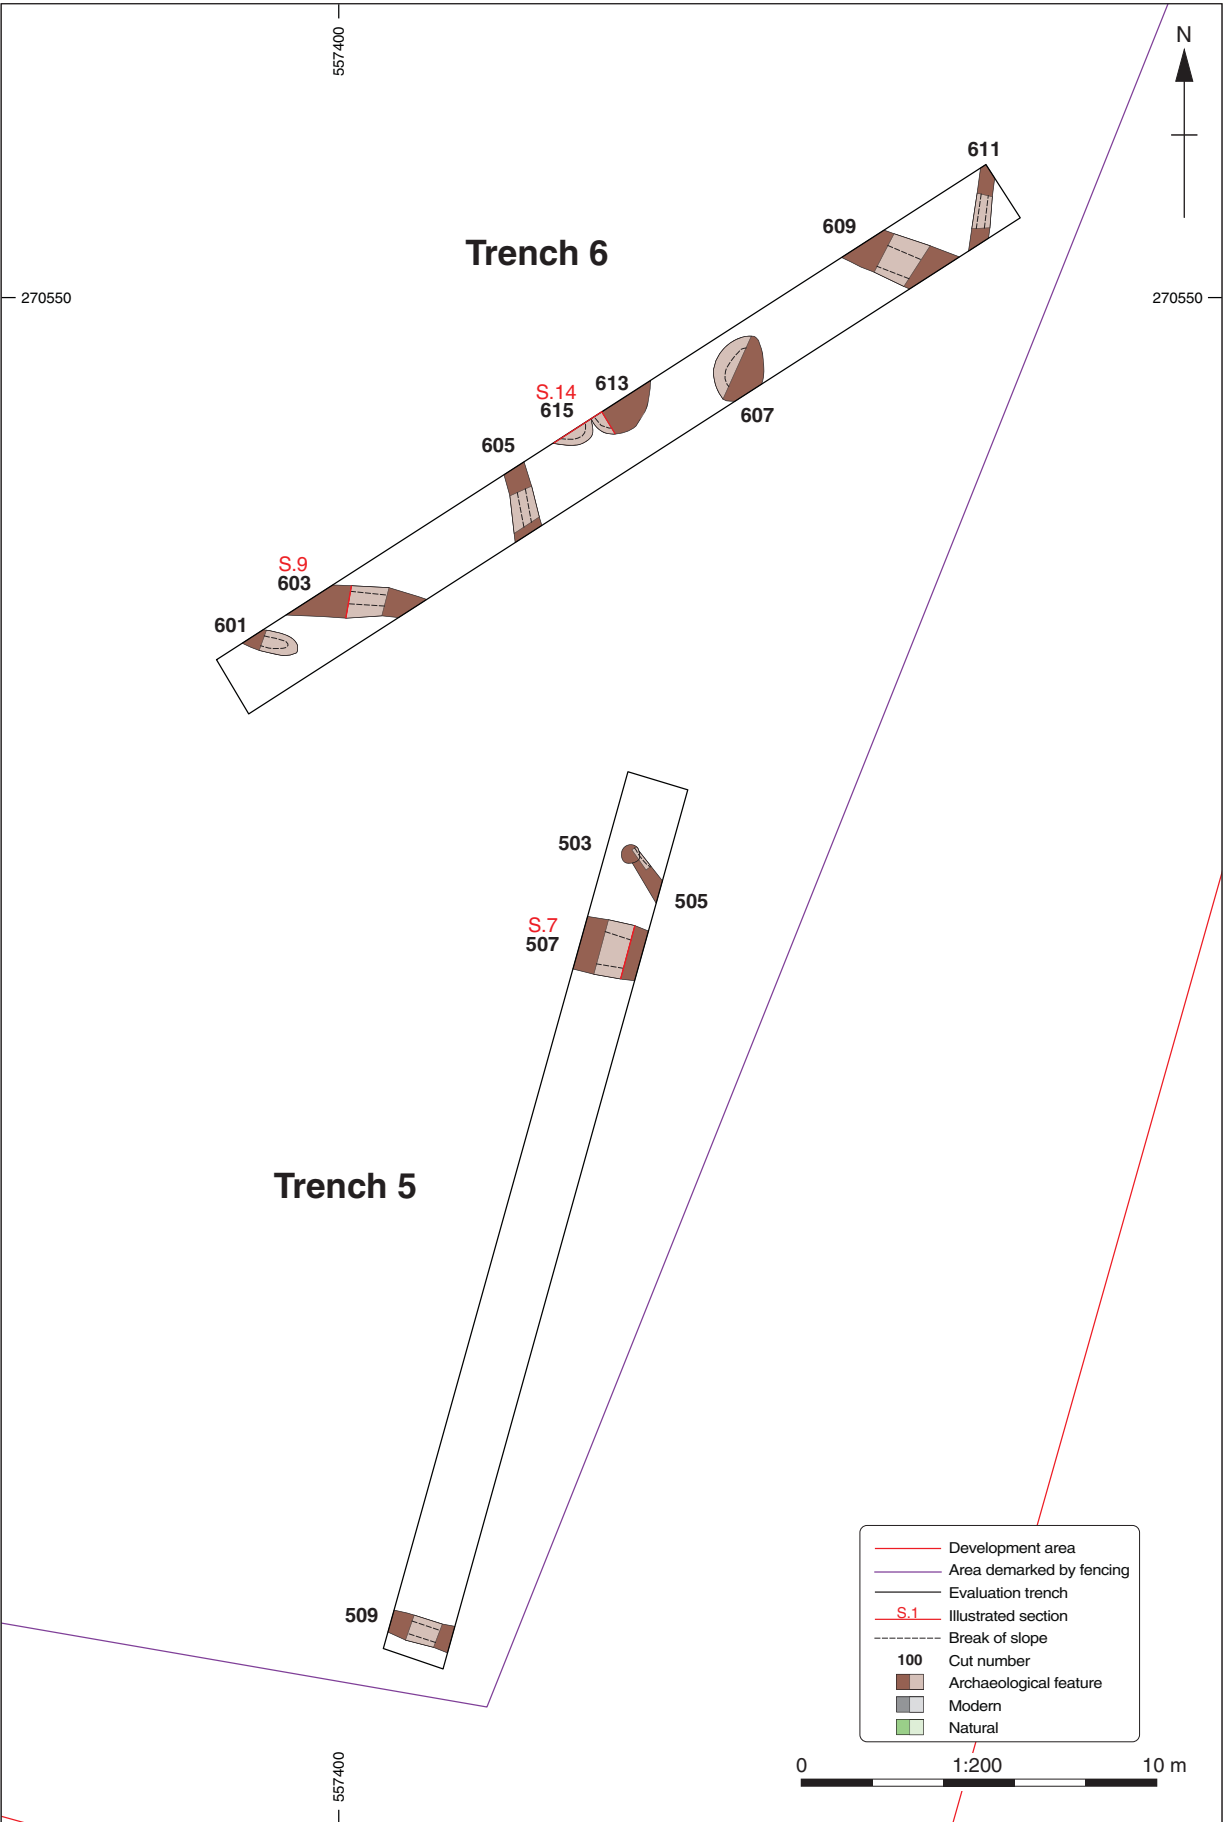 557400
N
611
609
Trench 6
270550
270550
613
S.14
615
607
605
S.9
603
601
503
505
S.7
507
Trench 5
509
Development area
Area demarked by fencing
Evaluation trench
S.1 Illustrated section
Break of slope
100 Cut number
Archaeological feature
Modern
Natural
557400
0 1:200 10 m